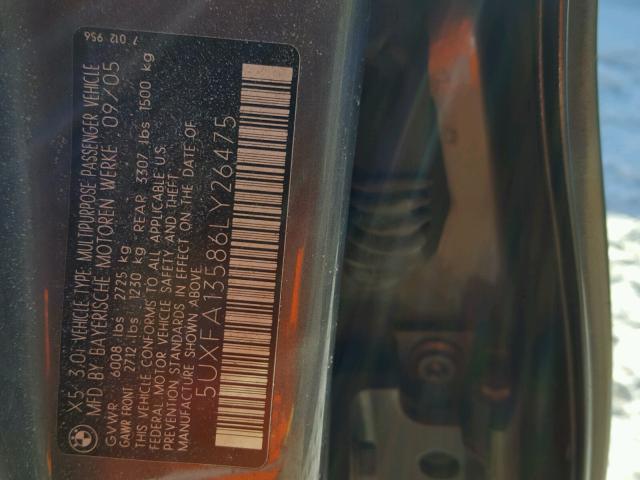 7 012 956
X5 3.0i VEHICLE TYPE: MULTIPURPOSE PASSENGER VEHICLE
MFD. BY BAYERISCHE MOTOREN WERKE 09/05
GVWR 6008 lbs 2725 kg
GAWR FRONT 2712 lbs 1230 kg REAR 3307 lbs 1500 kg
THIS VEHICLE CONFORMS TO ALL APPLICABLE U.S.
FEDERAL MOTOR VEHICLE SAFETY AND THEFT
PREVENTION STANDARDS IN EFFECT ON THE DATE OF
MANUFACTURE SHOWN ABOVE.
5UXFA13586LY26475